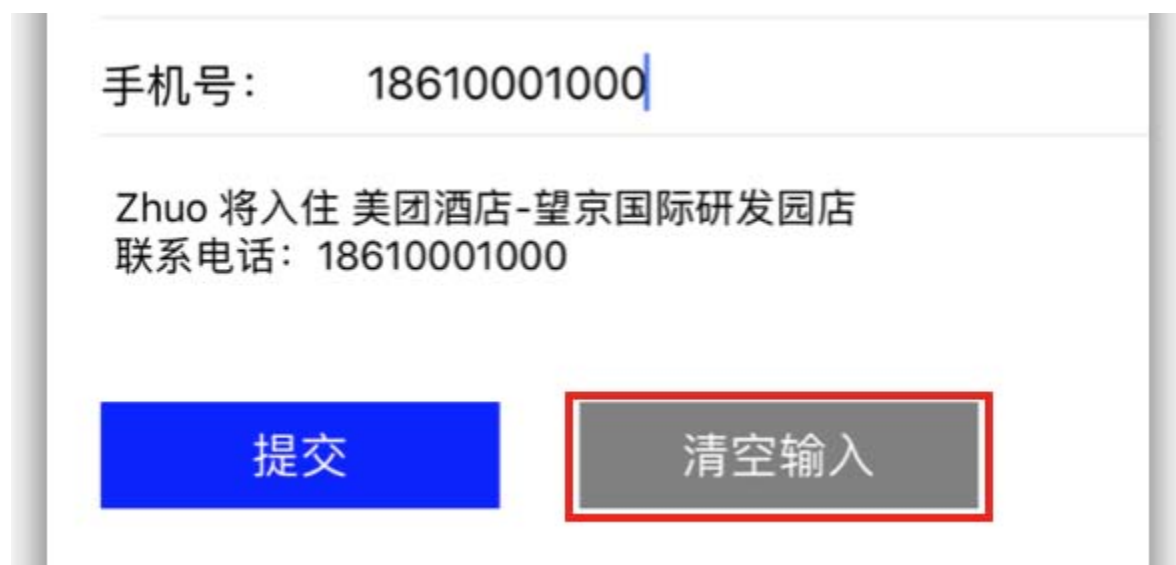 手机号： 18610001000
Zhuo 将入住 美团酒店-望京国际研发园店
联系电话：18610001000
提交 清空输入